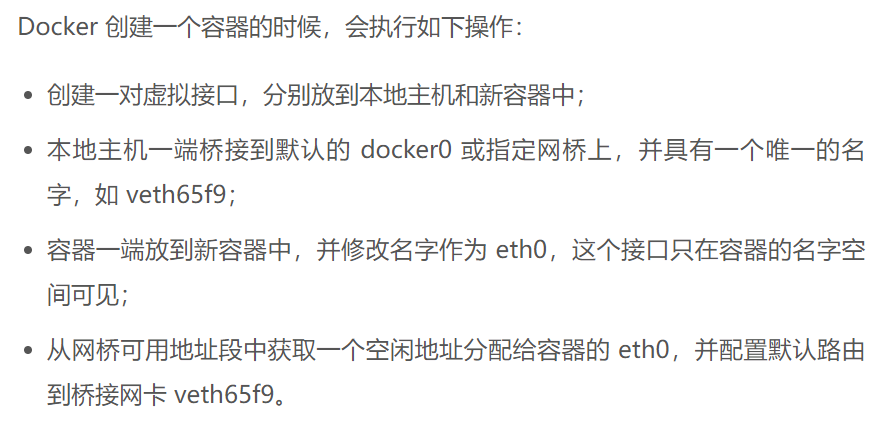 Docker 创建一个容器的时候，会执行如下操作：
• 创建一对虚拟接口，分别放到本地主机和新容器中；
• 本地主机一端桥接到默认的 docker0 或指定网桥上，并具有一个唯一的名
字，如 veth65f9；
• 容器一端放到新容器中，并修改名字作为 eth0，这个接口只在容器的名字空
间可见；
• 从网桥可用地址段中获取一个空闲地址分配给容器的 eth0，并配置默认路由
到桥接网卡 veth65f9。